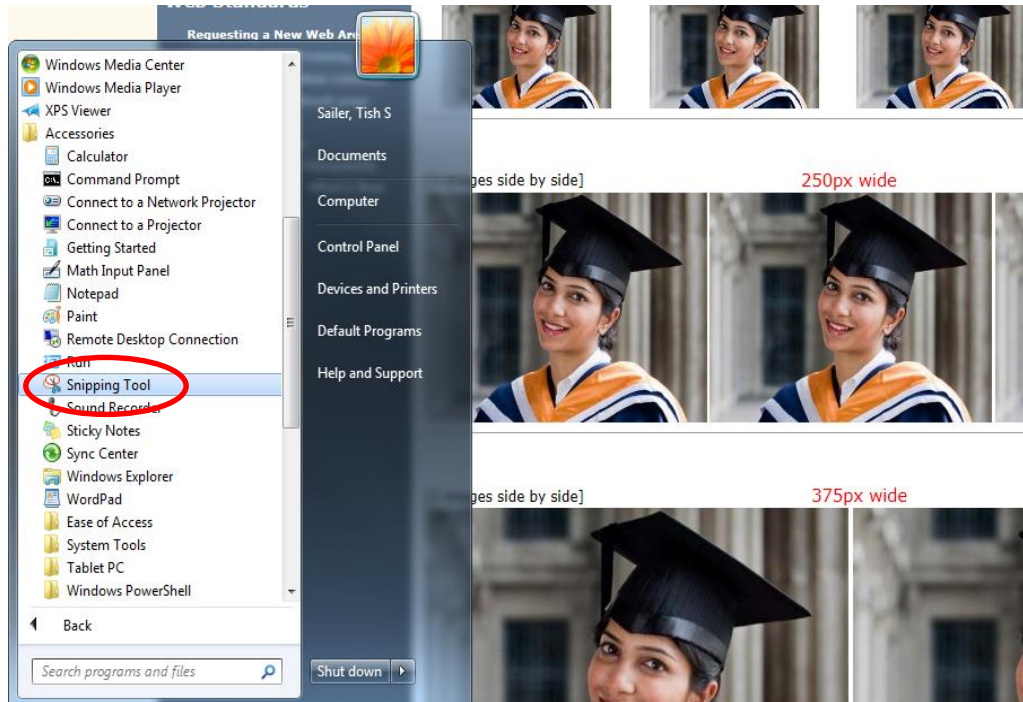 Web Standards
Requesting a New Web Are
Windows Media Center
Windows Media Player
XPS Viewer
Accessories
Calculator
Command Prompt
Connect to a Network Projector
Connect to a Projector
Getting Started
Math Input Panel
Notepad
Paint
Remote Desktop Connection
Run
Snipping Tool
Sound Recorder
Sticky Notes
Sync Center
Windows Explorer
WordPad
Ease of Access
System Tools
Tablet PC
Windows PowerShell
Back
Search programs and files
Sailer, Tish S
Documents
Computer
Control Panel
Devices and Printers
Default Programs
Help and Support
Shut down
ges side by side]
250px wide
ges side by side]
375px wide